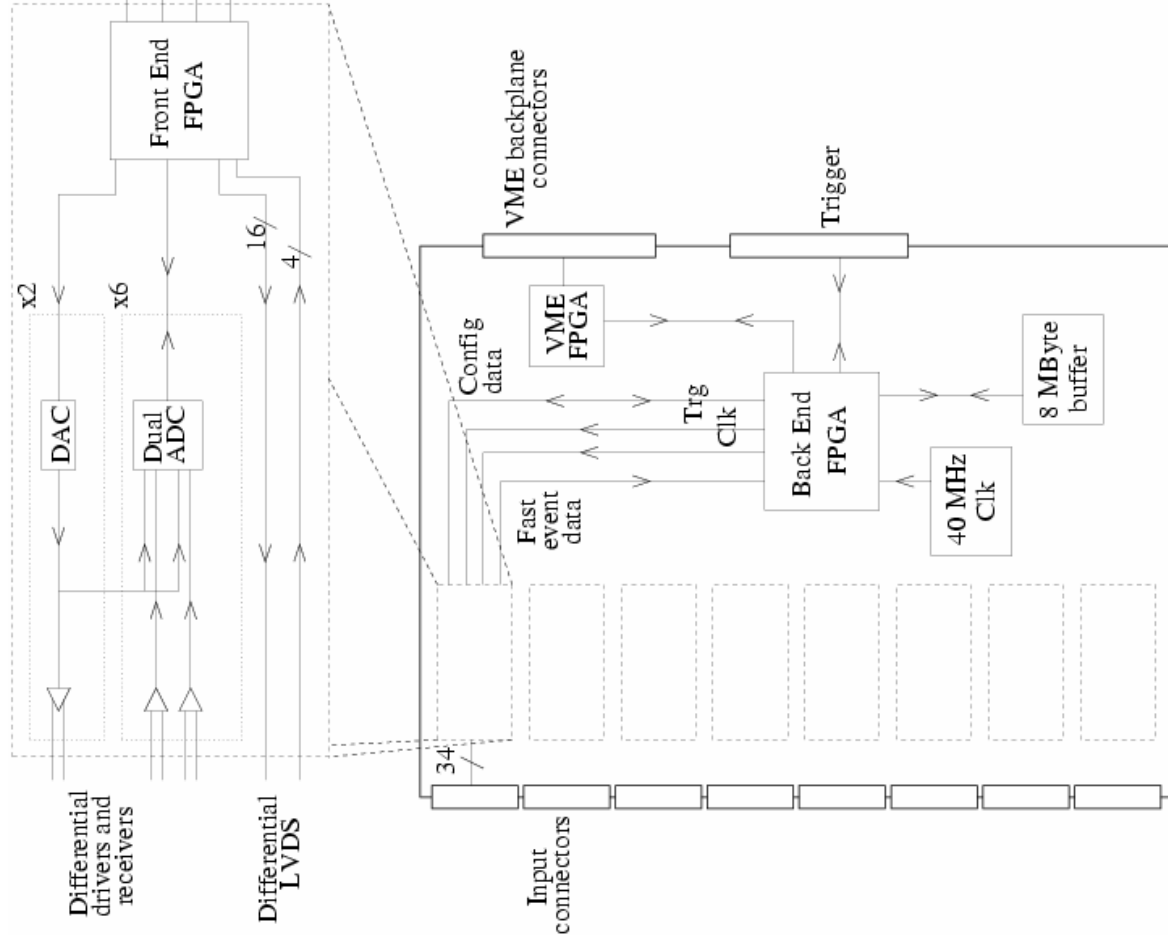 Front End
FPGA
x2
x6
DAC
Dual
ADC
16
4
Differential
drivers and
receivers
Differential
LVDS
VME backplane
connectors
Trigger
VME
FPGA
Config
data
Trg
Clk
Fast
event
data
Back End
FPGA
40 MHz
Clk
8 MByte
buffer
34
Input
connectors